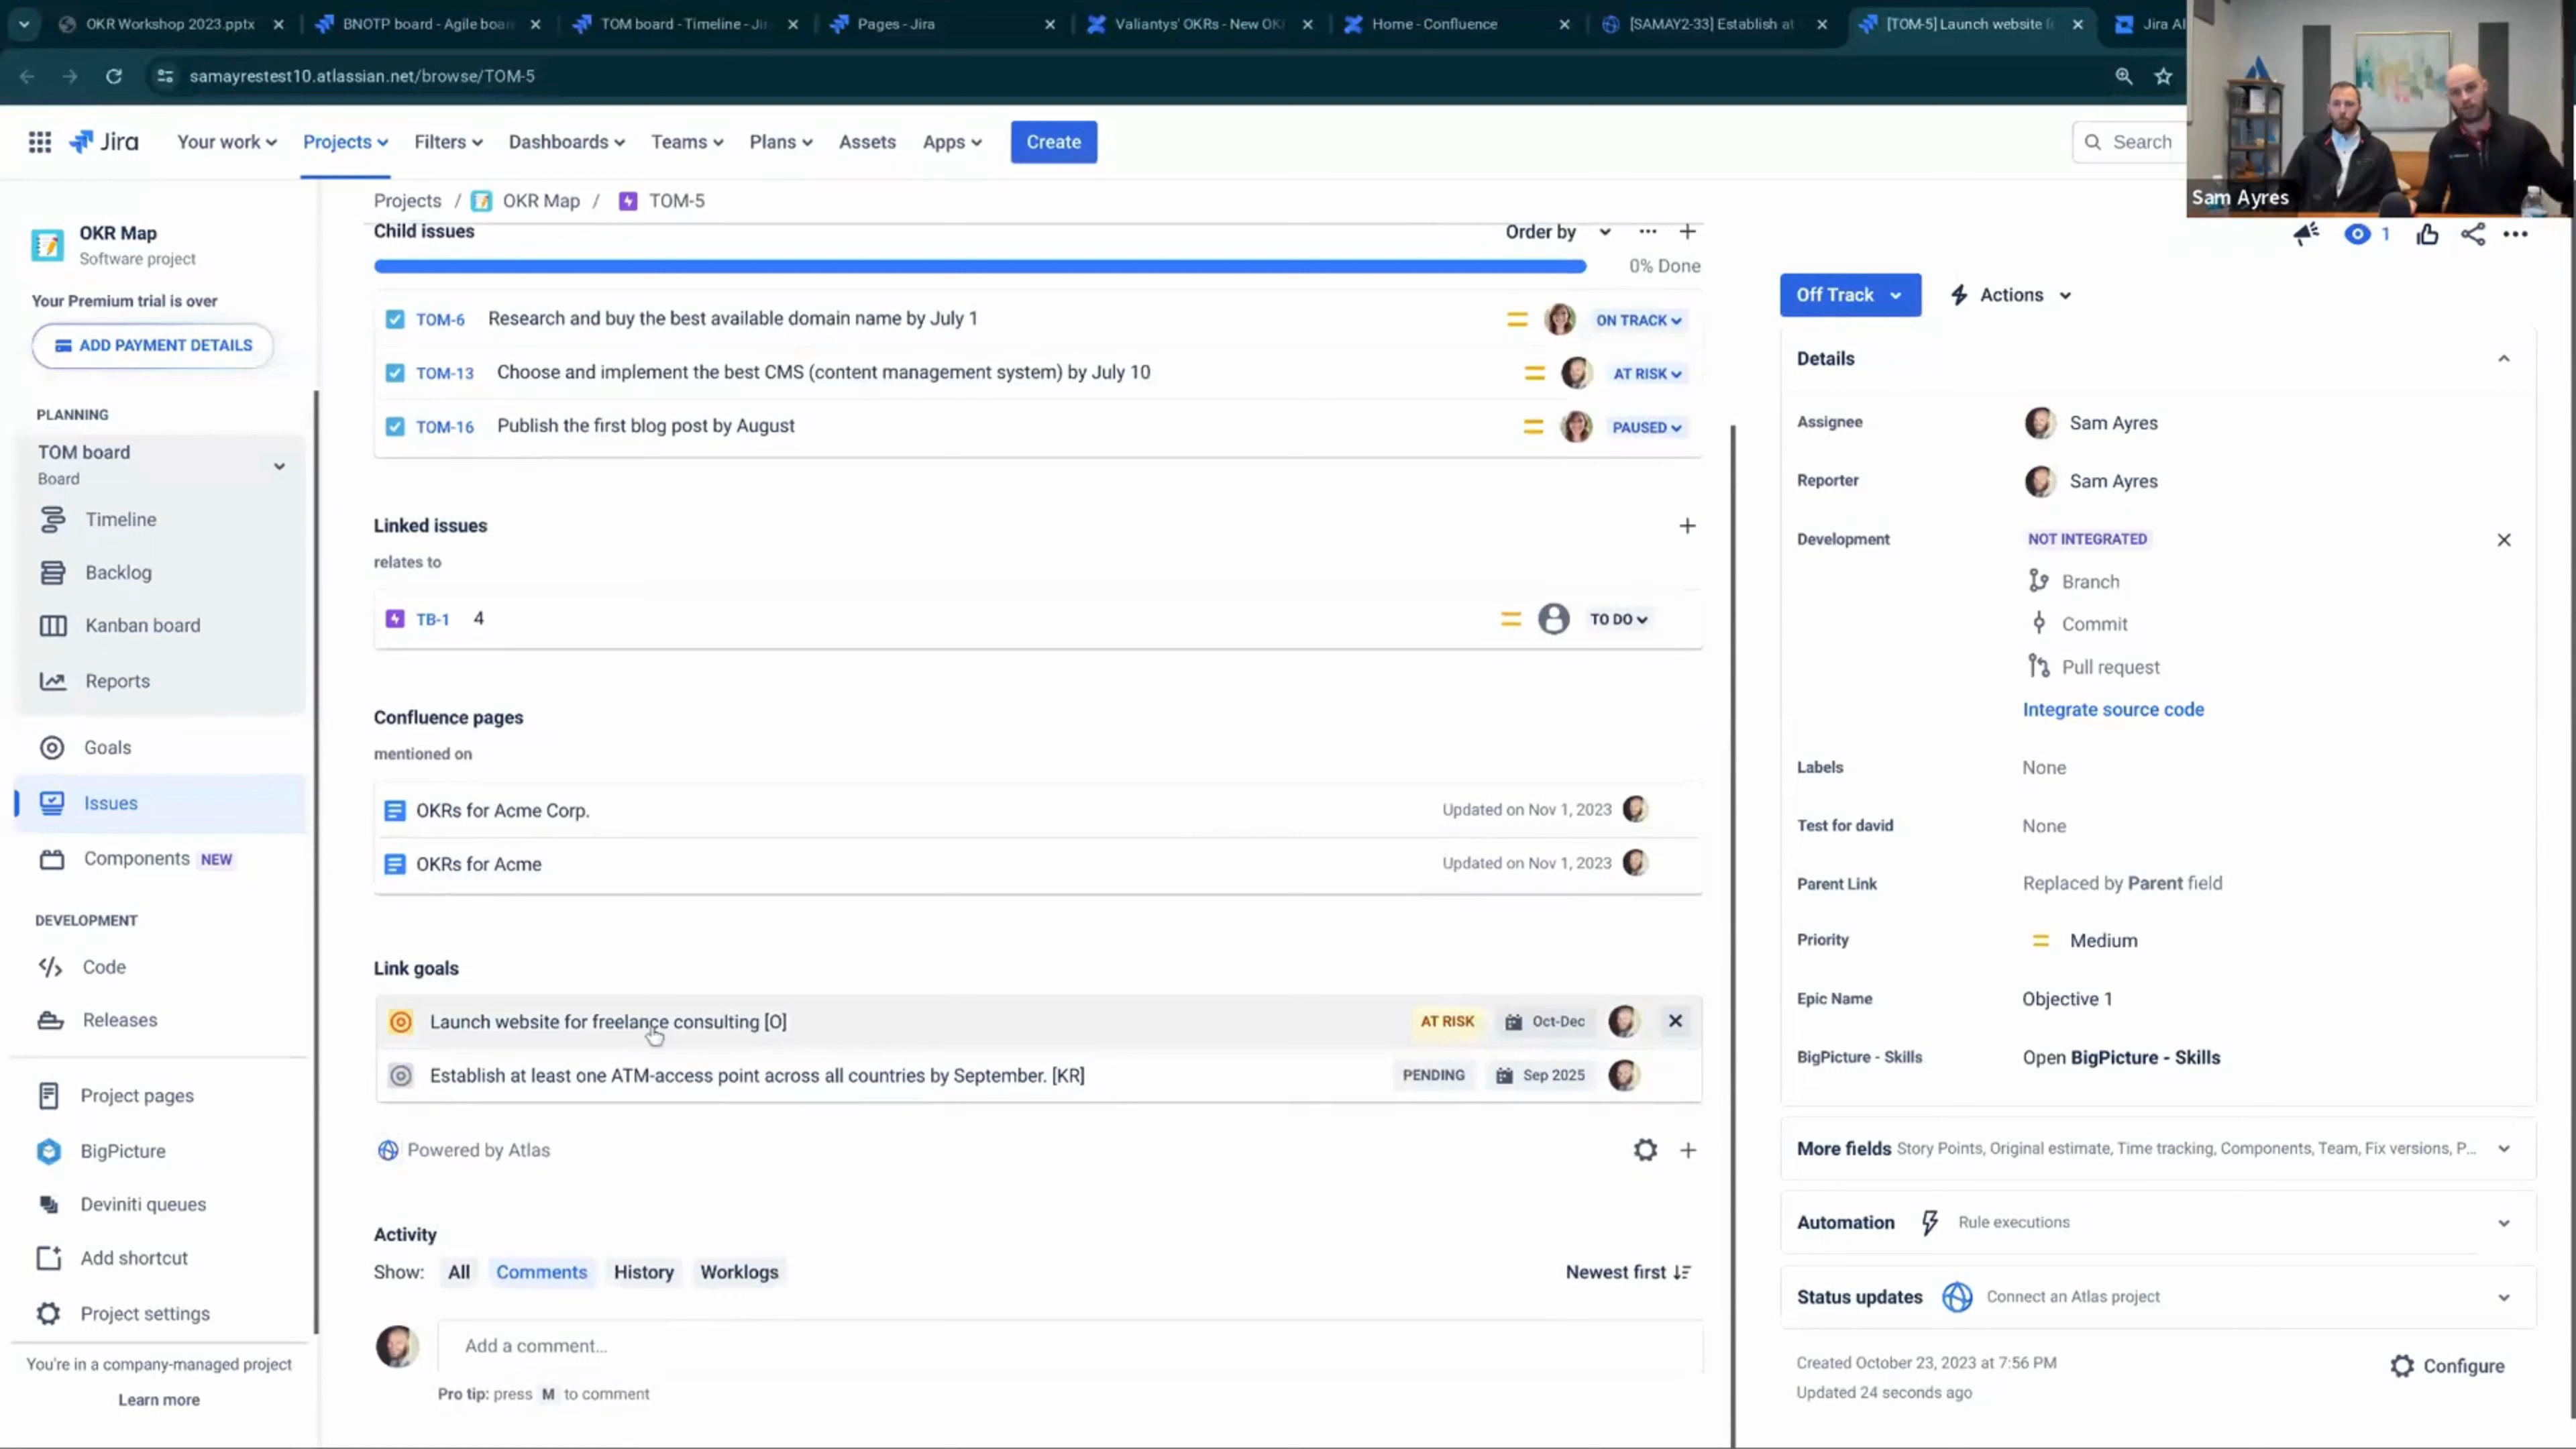 OKR Workshop 2023.pptx
BNOTP board - Agile boar
TOM board - Timeline - Jir
Pages - Jira
Valiantys' OKRs - New OK
Home - Confluence
[SAMAY2-33] Establish at
[TOM-5] Launch website f
Jira Al
samayrestest10.atlassian.net/browse/TOM-5
Jira
Your work
Projects
Filters
Dashboards
Teams
Plans
Assets
Apps
Create
Search
Sam Ayres
OKR Map
Software project
Your Premium trial is over
ADD PAYMENT DETAILS
PLANNING
TOM board
Board
Timeline
Backlog
Kanban board
Reports
Goals
Issues
Components NEW
DEVELOPMENT
Code
Releases
Project pages
BigPicture
Deviniti queues
Add shortcut
Project settings
You're in a company-managed project
Learn more
Projects / OKR Map / TOM-5
Child issues
Order by
0% Done
TOM-6 Research and buy the best available domain name by July 1 ON TRACK
TOM-13 Choose and implement the best CMS (content management system) by July 10 AT RISK
TOM-16 Publish the first blog post by August PAUSED
Linked issues
relates to
TB-1 4 TO DO
Confluence pages
mentioned on
OKRs for Acme Corp. Updated on Nov 1, 2023
OKRs for Acme Updated on Nov 1, 2023
Link goals
Launch website for freelance consulting [O] AT RISK Oct-Dec
Establish at least one ATM-access point across all countries by September. [KR] PENDING Sep 2025
Powered by Atlas
Activity
Show: All Comments History Worklogs Newest first
Add a comment...
Pro tip: press M to comment
1
Off Track
Actions
Details
Assignee Sam Ayres
Reporter Sam Ayres
Development NOT INTEGRATED
Branch
Commit
Pull request
Integrate source code
Labels None
Test for david None
Parent Link Replaced by Parent field
Priority Medium
Epic Name Objective 1
BigPicture - Skills Open BigPicture - Skills
More fields Story Points, Original estimate, Time tracking, Components, Team, Fix versions, P...
Automation Rule executions
Status updates Connect an Atlas project
Created October 23, 2023 at 7:56 PM
Updated 24 seconds ago
Configure